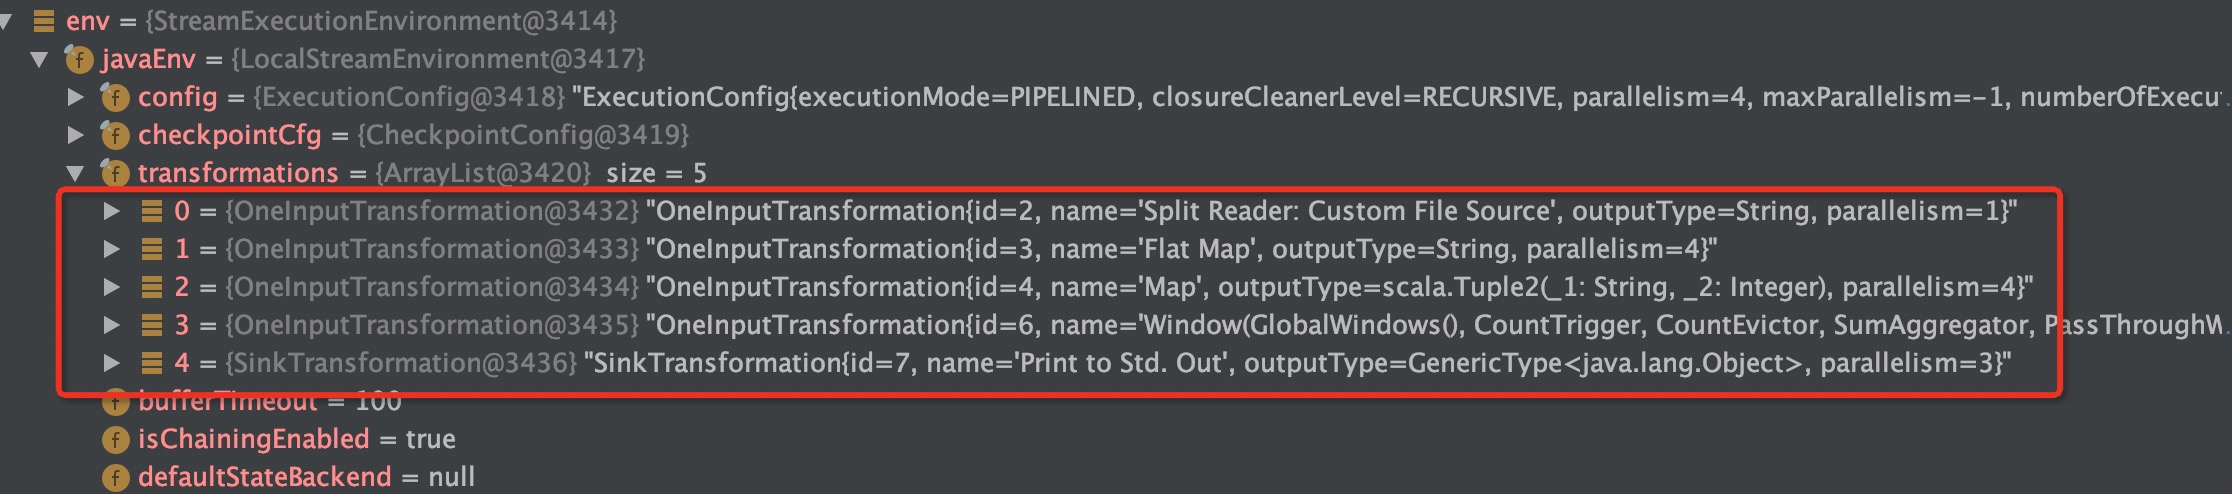 env = {StreamExecutionEnvironment@3414}
javaEnv = {LocalStreamEnvironment@3417}
config = {ExecutionConfig@3418} "ExecutionConfig{executionMode=PIPELINED, closureCleanerLevel=RECURSIVE, parallelism=4, maxParallelism=-1, numberOfExecut
checkpointCfg = {CheckpointConfig@3419}
transformations = {ArrayList@3420} size = 5
0 = {OneInputTransformation@3432} "OneInputTransformation{id=2, name='Split Reader: Custom File Source', outputType=String, parallelism=1}"
1 = {OneInputTransformation@3433} "OneInputTransformation{id=3, name='Flat Map', outputType=String, parallelism=4}"
2 = {OneInputTransformation@3434} "OneInputTransformation{id=4, name='Map', outputType=scala.Tuple2(_1: String, _2: Integer), parallelism=4}"
3 = {OneInputTransformation@3435} "OneInputTransformation{id=6, name='Window(GlobalWindows(), CountTrigger, CountEvictor, SumAggregator, PassThroughW
4 = {SinkTransformation@3436} "SinkTransformation{id=7, name='Print to Std. Out', outputType=GenericType<java.lang.Object>, parallelism=3}"
f bufferTimeout = 100
f isChainingEnabled = true
f defaultStateBackend = null